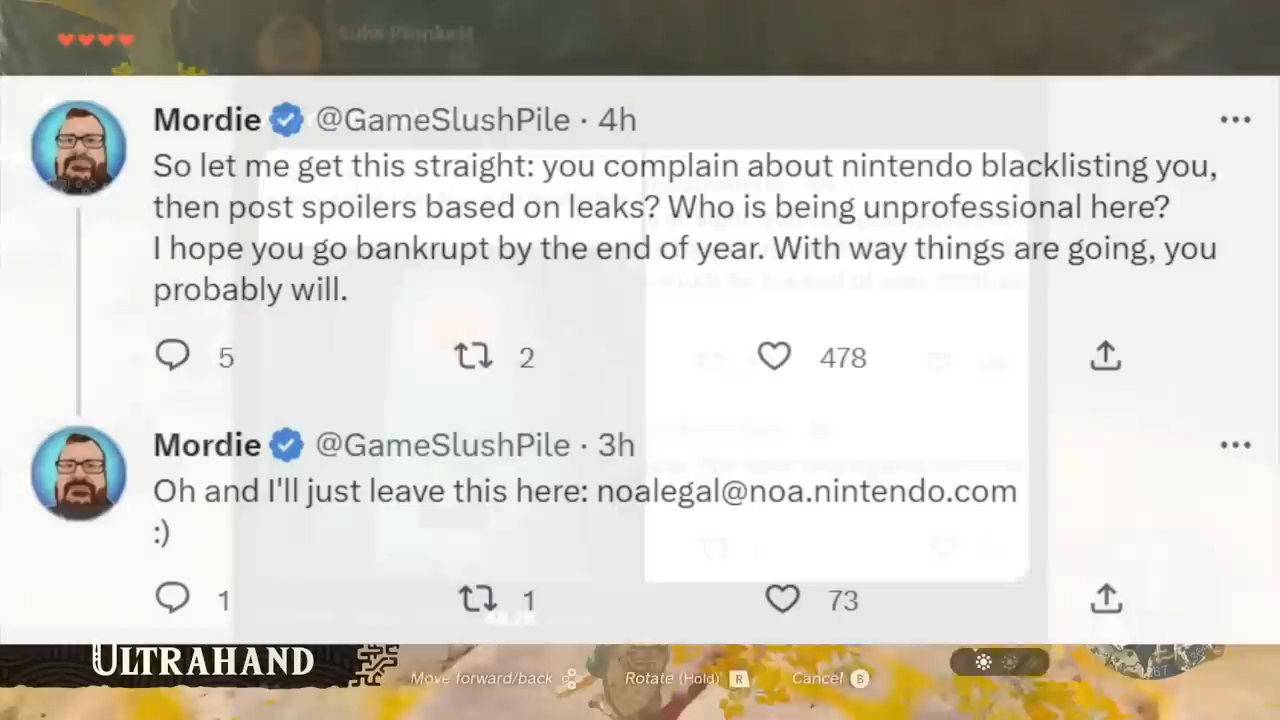 Luke Plunkett
Mordie @GameSlushPile · 4h
So let me get this straight: you complain about nintendo blacklisting you,
then post spoilers based on leaks? Who is being unprofessional here?
I hope you go bankrupt by the end of year. With way things are going, you
probably will.
5 2 478
Mordie @GameSlushPile · 3h
Oh and I'll just leave this here: noalegal@noa.nintendo.com
:)
1 1 73
ULTRAHAND
Move forward/back Rotate (Hold) R Cancel B